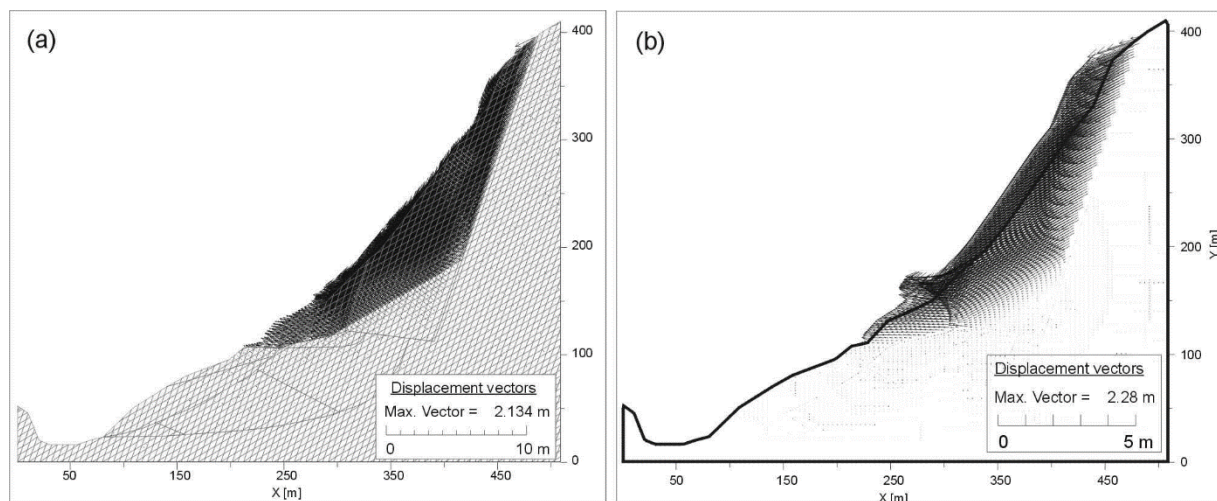 (a)
400
300
200
100
0
Displacement vectors
Max. Vector = 2.134 m
0 10 m
50 150 250 350 450
X [m]
(b)
400
300
200
100
0
Y [m]
Displacement vectors
Max. Vector = 2.28 m
0 5 m
50 150 250 350 450
X [m]